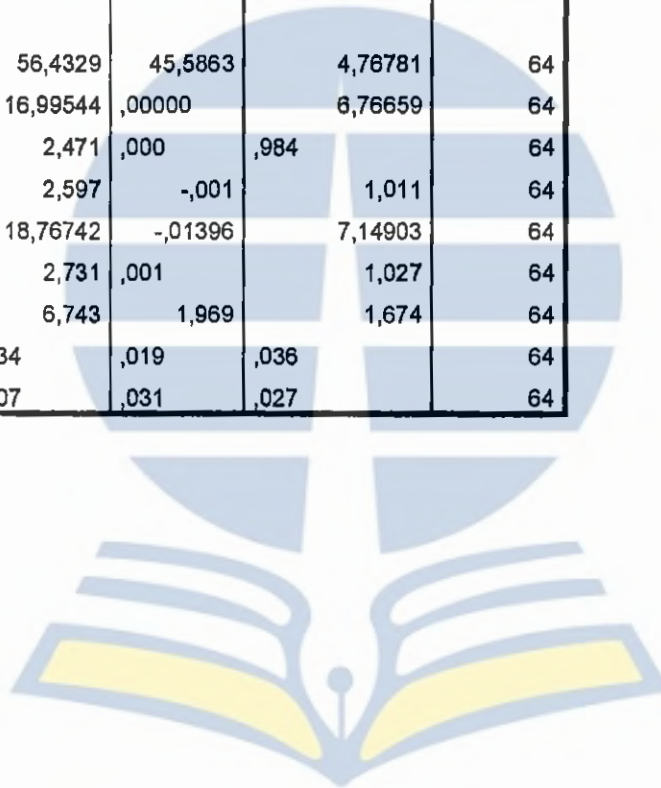 56,4329 45,5863 4,76781 64
16,99544 ,00000 6,76659 64
2,471 ,000 ,984 64
2,597 -,001 1,011 64
18,76742 -,01396 7,14903 64
2,731 ,001 1,027 64
6,743 1,969 1,674 64
34 ,019 ,036 64
07 ,031 ,027 64